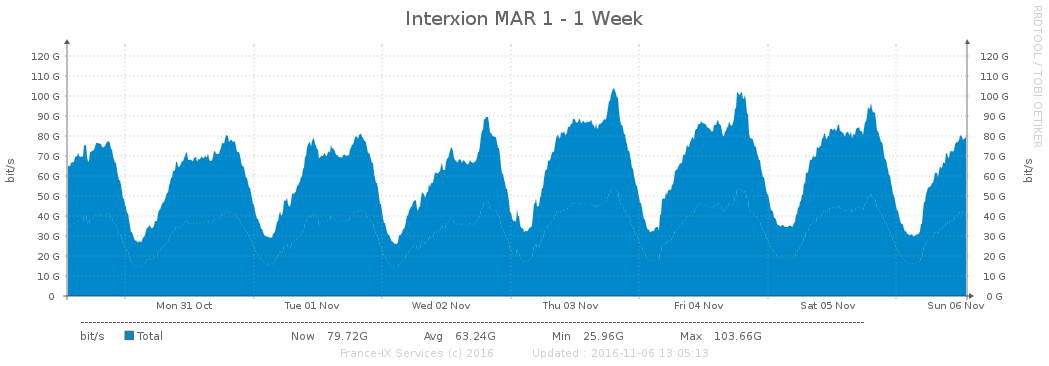 Interxion MAR 1 - 1 Week
RRDTOOL / TOBI OETIKER
bit/s
120 G
110 G
100 G
90 G
80 G
70 G
60 G
50 G
40 G
30 G
20 G
10 G
0
120 G
110 G
100 G
90 G
80 G
70 G
60 G
50 G
40 G
30 G
20 G
10 G
0 G
bit/s
Mon 31 Oct Tue 01 Nov Wed 02 Nov Thu 03 Nov Fri 04 Nov Sat 05 Nov Sun 06 Nov
bit/s Total Now 79.72G Avg 63.24G Min 25.96G Max 103.66G
France-IX Services (c) 2016 Updated : 2016-11-06 13:05:13